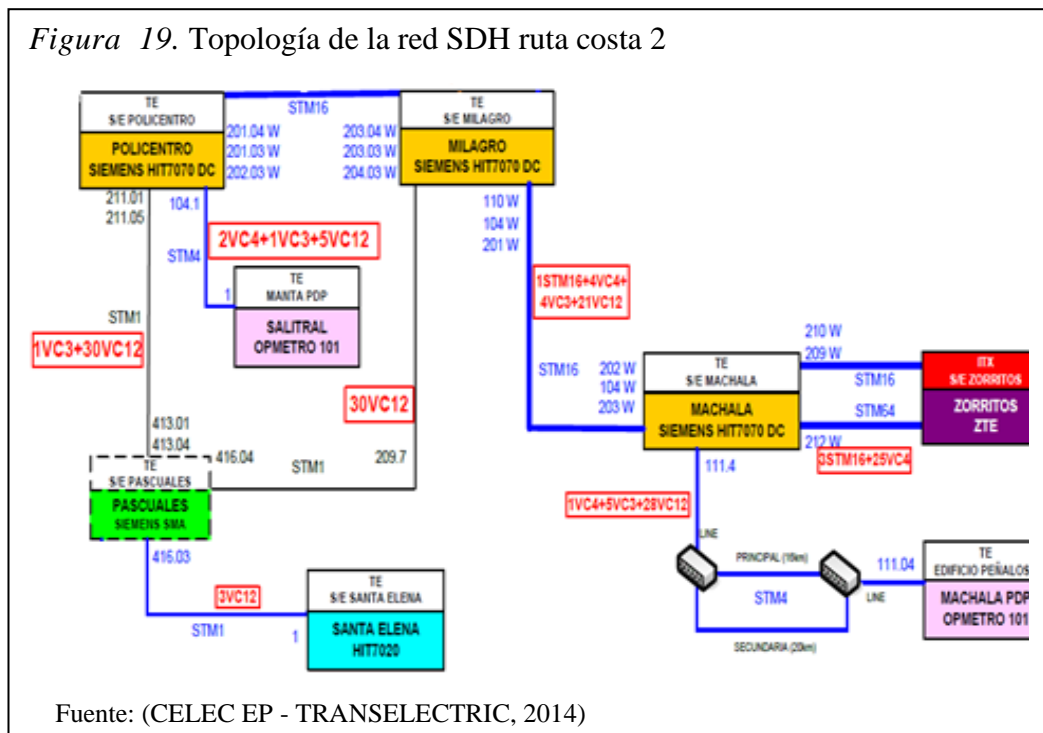 Figura 19. Topología de la red SDH ruta costa 2
TE
S/E POLICENTRO
POLICENTRO
SIEMENS HIT7070 DC
STM16
201.04 W
201.03 W
202.03 W
203.04 W
203.03 W
204.03 W
TE
S/E MILAGRO
MILAGRO
SIEMENS HIT7070 DC
211.01
211.05
104.1
STM4
2VC4+1VC3+5VC12
1
TE
MANTA PDP
SALITRAL
OPMETRO 101
110 W
104 W
201 W
1STM16+4VC4+
4VC3+21VC12
STM1
1VC3+30VC12
30VC12
STM16
202 W
104 W
203 W
TE
S/E MACHALA
MACHALA
SIEMENS HIT7070 DC
210 W
209 W
STM16
STM64
212 W
3STM16+25VC4
ITX
S/E ZORRITOS
ZORRITOS
ZTE
413.01
413.04
416.04
STM1
209.7
TE
S/E PASCUALES
PASCUALES
SIEMENS SMA
416.03
3VC12
STM1
1
TE
S/E SANTA ELENA
SANTA ELENA
HIT7020
111.4
1VC4+5VC3+28VC12
LINE
PRINCIPAL (16km)
STM4
SECUNDARIA (20km)
LINE
111.04
TE
EDIFICIO PEÑALOS
MACHALA PDP
OPMETRO 101
Fuente: (CELEC EP - TRANSELECTRIC, 2014)